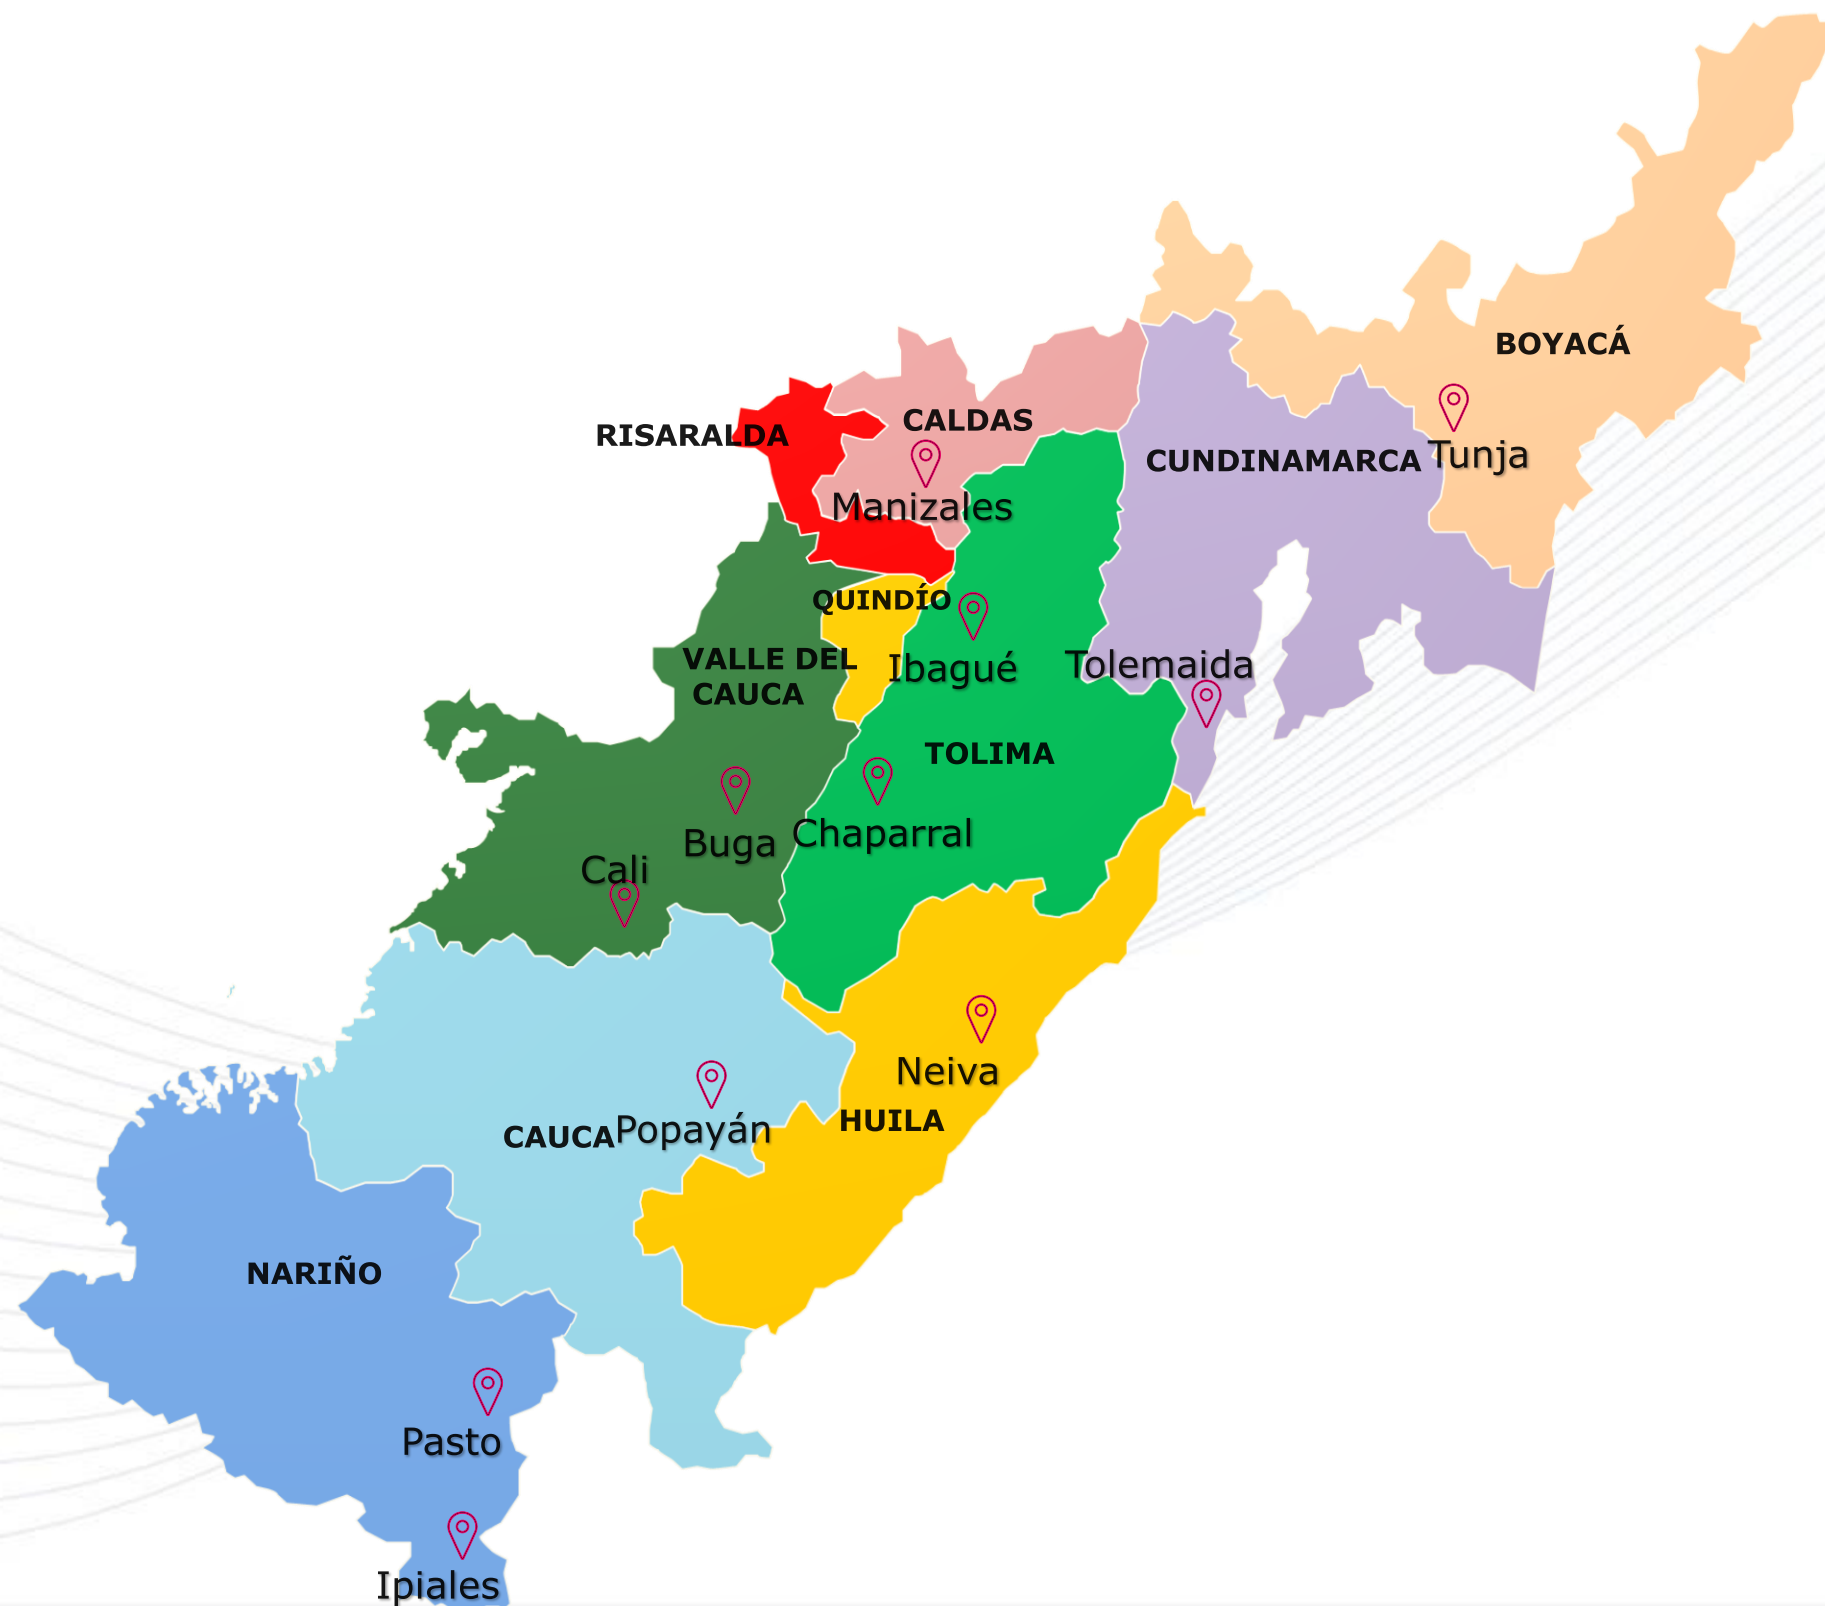 BOYACÁ
CALDAS
RISARALDA
Tunja
CUNDINAMARCA
Manizales
QUINDÍO
VALLE DEL
CAUCA
Ibagué
Tolemaida
TOLIMA
Chaparral
Buga
Cali
Neiva
HUILA
Popayán
CAUCA
NARIÑO
Pasto
Ipiales